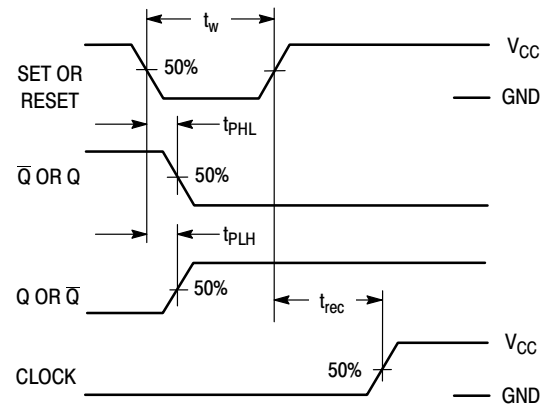 t_w
V_CC
50%
SET OR
RESET
GND
t_PHL
Q̅ OR Q
50%
t_PLH
Q OR Q̅
50%
t_rec
V_CC
50%
CLOCK
GND